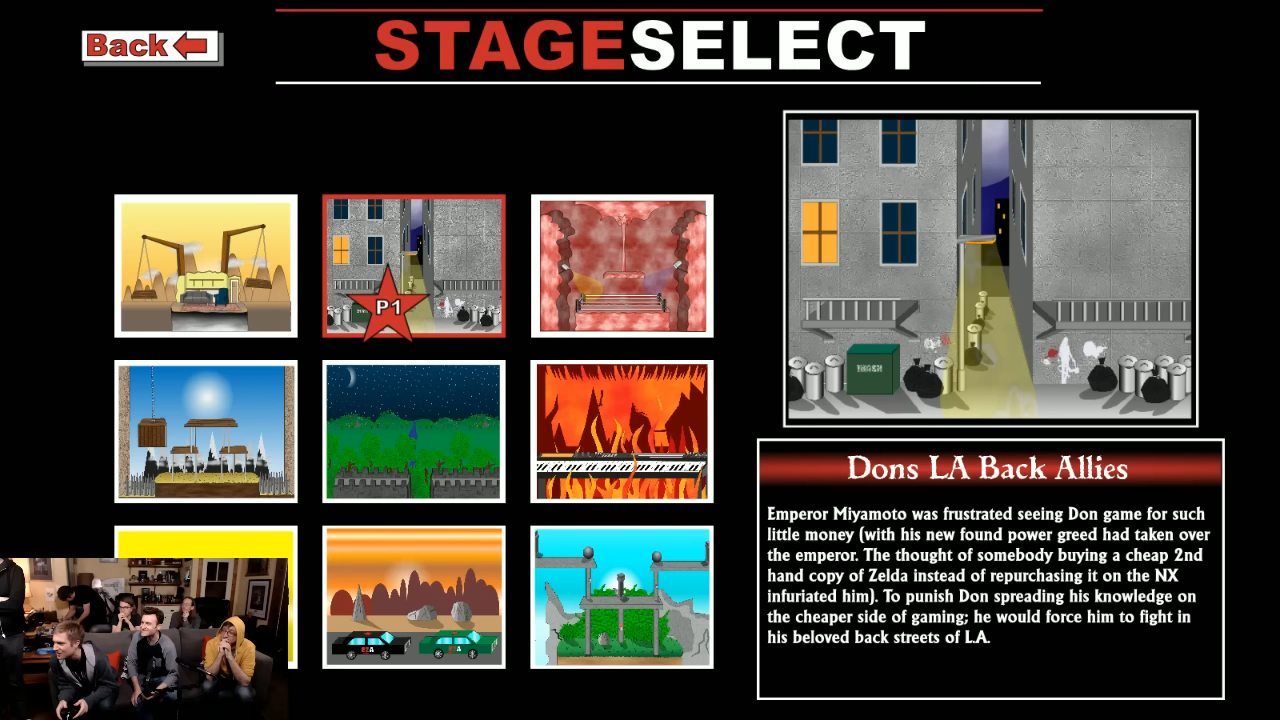 Back
STAGESELECT
P1
TRASH
Dons LA Back Allies
Emperor Miyamoto was frustrated seeing Don game for such
little money (with his new found power greed had taken over
the emperor. The thought of somebody buying a cheap 2nd
hand copy of Zelda instead of repurchasing it on the NX
infuriated him). To punish Don spreading his knowledge on
the cheaper side of gaming; he would force him to fight in
his beloved back streets of L.A.